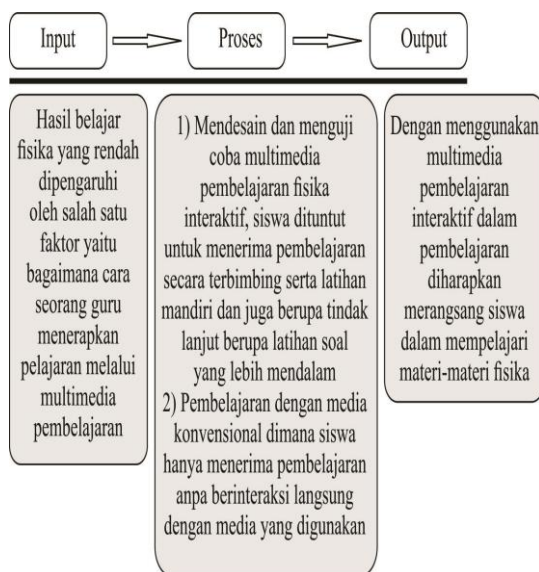 Input
Proses
Output
Hasil belajar
fisika yang rendah
dipengaruhi
oleh salah satu
faktor yaitu
bagaimana cara
seorang guru
menerapkan
pelajaran melalui
multimedia
pembelajaran
1) Mendesain dan menguji
coba multimedia
pembelajaran fisika
interaktif, siswa dituntut
untuk menerima pembelajaran
secara terbimbing serta latihan
mandiri dan juga berupa tindak
lanjut berupa latihan soal
yang lebih mendalam
2) Pembelajaran dengan media
konvensional dimana siswa
hanya menerima pembelajaran
anpa berinteraksi langsung
dengan media yang digunakan
Dengan menggunakan
multimedia
pembelajaran
interaktif dalam
pembelajaran
diharapkan
merangsang siswa
dalam mempelajari
materi-materi fisika